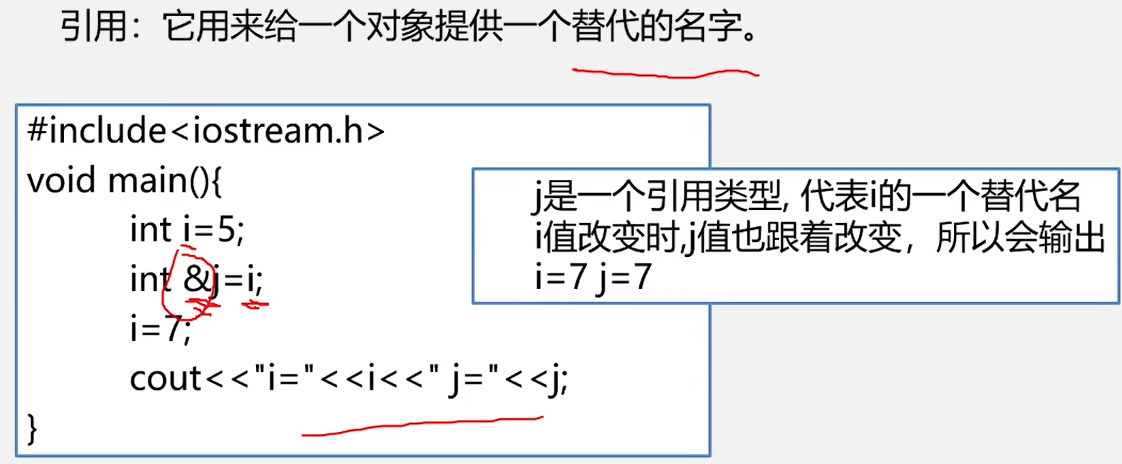 引用：它用来给一个对象提供一个替代的名字。
#include<iostream.h>
void main(){
int i=5;
int &j=i;
i=7;
cout<<"i="<<i<<" j="<<j;
}
j是一个引用类型, 代表i的一个替代名
i值改变时,j值也跟着改变，所以会输出
i=7 j=7